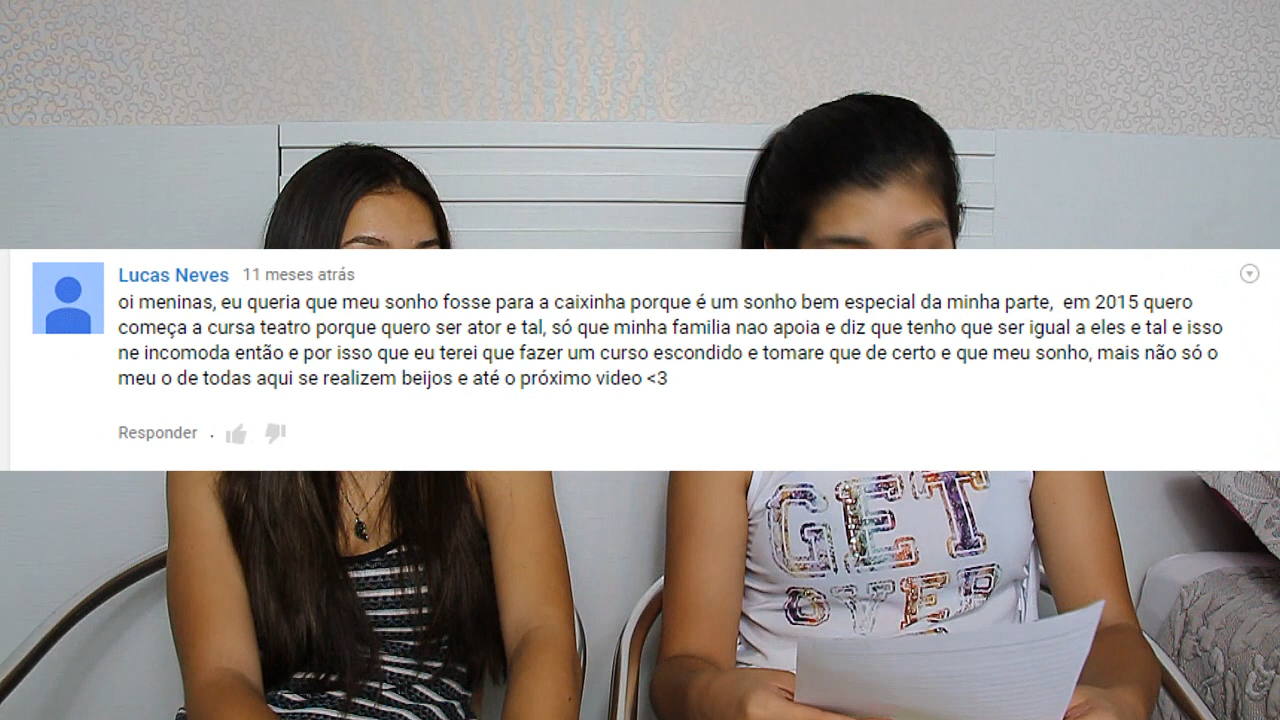 Lucas Neves 11 meses atrás
oi meninas, eu queria que meu sonho fosse para a caixinha porque é um sonho bem especial da minha parte, em 2015 quero
começa a cursa teatro porque quero ser ator e tal, só que minha familia nao apoia e diz que tenho que ser igual a eles e tal e isso
ne incomoda então e por isso que eu terei que fazer um curso escondido e tomare que de certo e que meu sonho, mais não só o
meu o de todas aqui se realizem beijos e até o próximo video <3
Responder .
GET
OVER